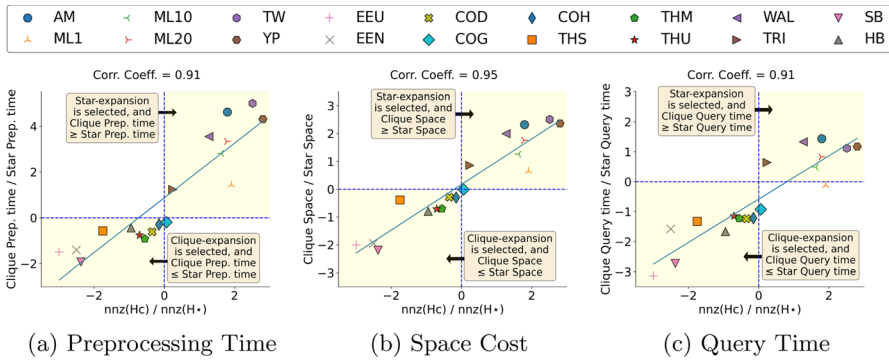 AM ML10 TW EEU COD COH THM WAL SB
ML1 ML20 YP EEN COG THS THU TRI HB
Corr. Coeff. = 0.91
Clique Prep. time / Star Prep. time
4
2
0
−2
Star-expansion
is selected, and
Clique Prep. time
≥ Star Prep. time
Clique-expansion
is selected, and
Clique Prep. time
≤ Star Prep. time
−2 0 2
nnz(Hc) / nnz(H⋆)
(a) Preprocessing Time
Corr. Coeff. = 0.95
Clique Space / Star Space
3
2
1
0
−1
−2
−3
Star-expansion
is selected, and
Clique Space
≥ Star Space
Clique-expansion
is selected, and
Clique Space
≤ Star Space
−2 0 2
nnz(Hc) / nnz(H⋆)
(b) Space Cost
Corr. Coeff. = 0.91
Clique Query time / Star Query time
3
2
1
0
−1
−2
−3
Star-expansion
is selected, and
Clique Query time
≥ Star Query time
Clique-expansion
is selected, and
Clique Query time
≤ Star Query time
−2 0 2
nnz(Hc) / nnz(H⋆)
(c) Query Time